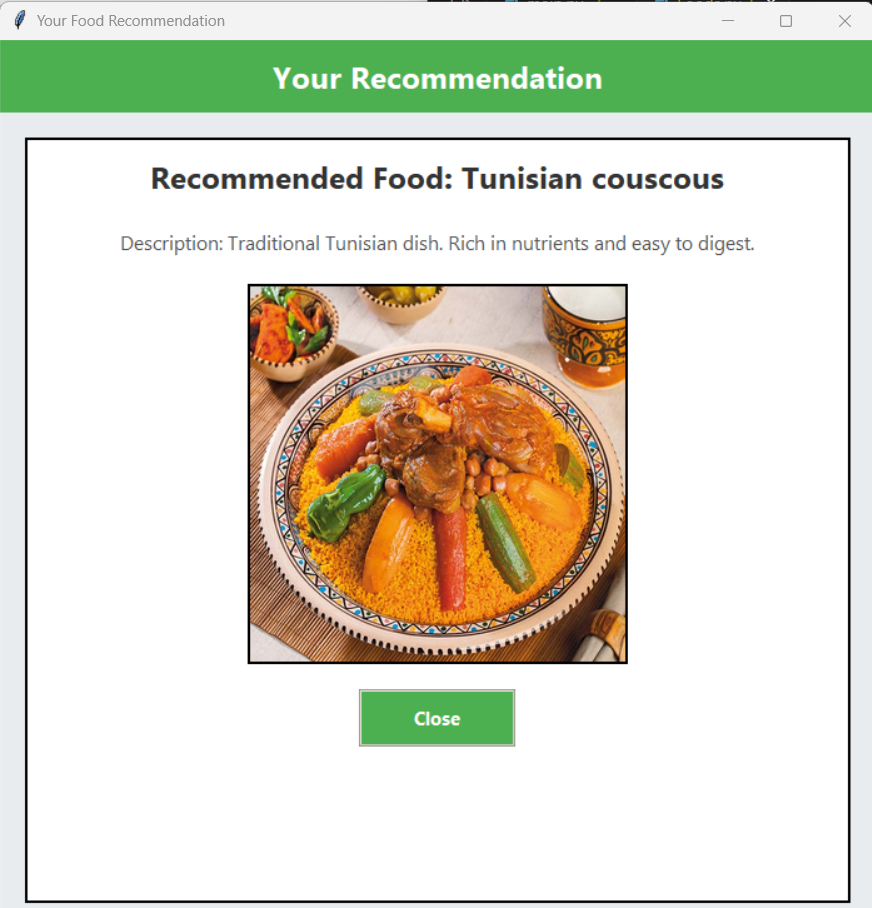 Your Food Recommendation
Your Recommendation
Recommended Food: Tunisian couscous
Description: Traditional Tunisian dish. Rich in nutrients and easy to digest.
Close